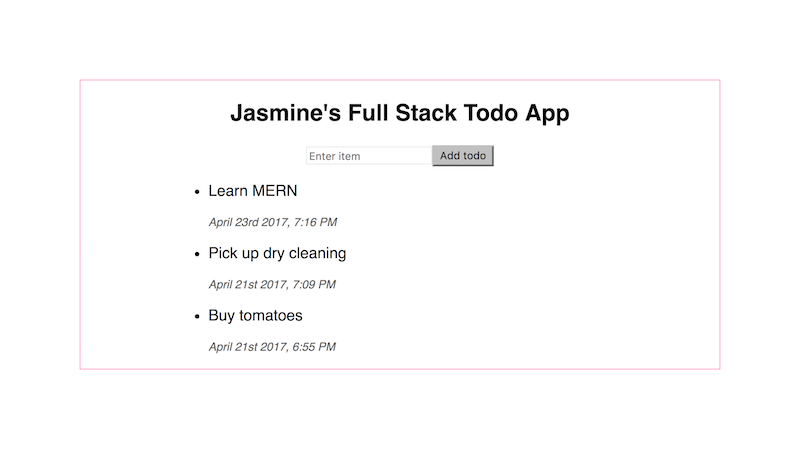 Jasmine's Full Stack Todo App
Enter item Add todo
Learn MERN
April 23rd 2017, 7:16 PM
Pick up dry cleaning
April 21st 2017, 7:09 PM
Buy tomatoes
April 21st 2017, 6:55 PM